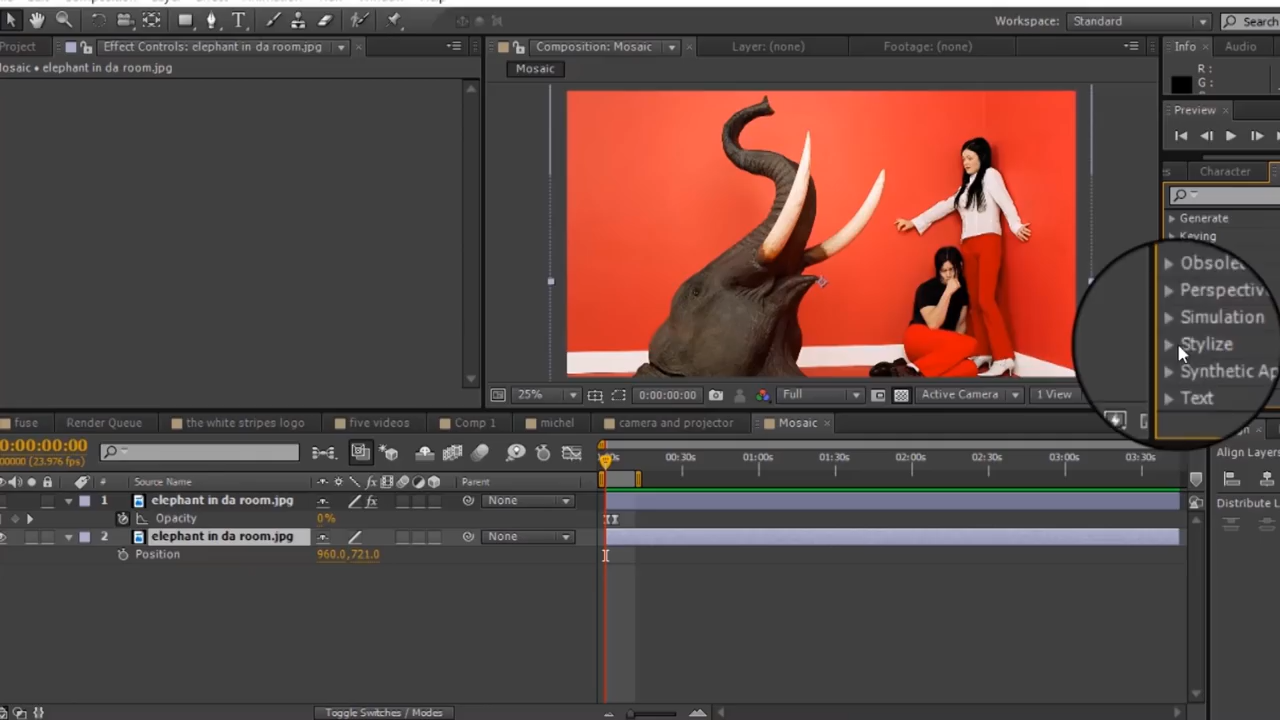 Workspace: Standard Search
Project Effect Controls: elephant in da room.jpg Composition: Mosaic Layer: (none) Footage: (none) Info Audio
Mosaic • elephant in da room.jpg
Mosaic
R :
G :
Preview
Character
Generate
Keying
Obsole
Perspectiv
Simulation
Stylize
Synthetic Ap
Text
25% 0:00:00:00 Full Active Camera 1 View
fuse Render Queue the white stripes logo five videos Comp 1 michel camera and projector Mosaic
0:00:00:00
00000 (23.976 fps)
Align Layers
00s 00:30s 01:00s 01:30s 02:00s 02:30s 03:00s 03:30s
# Source Name Parent
1 elephant in da room.jpg None
Opacity 0%
Distribute
2 elephant in da room.jpg None
Position 960.0,721.0
Toggle Switches / Modes